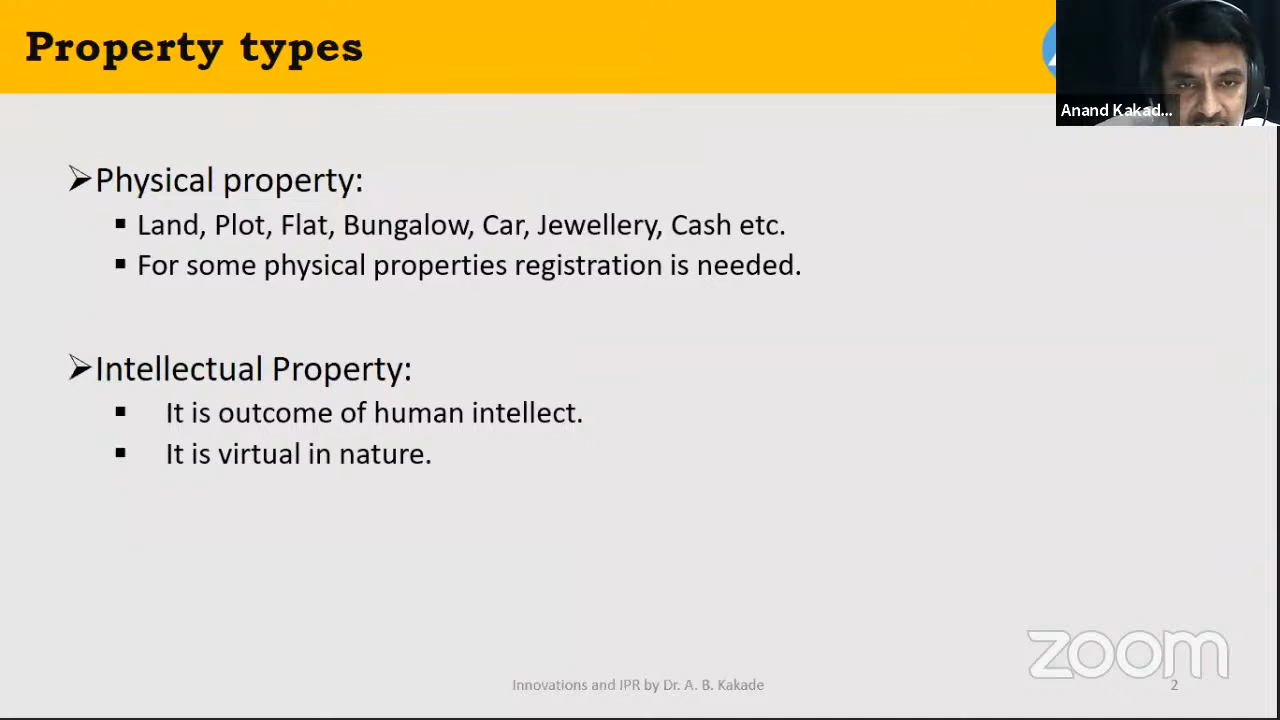 Property types
Anand Kakad...
➢Physical property:
▪ Land, Plot, Flat, Bungalow, Car, Jewellery, Cash etc.
▪ For some physical properties registration is needed.
➢Intellectual Property:
▪ It is outcome of human intellect.
▪ It is virtual in nature.
zoom
Innovations and IPR by Dr. A. B. Kakade
2